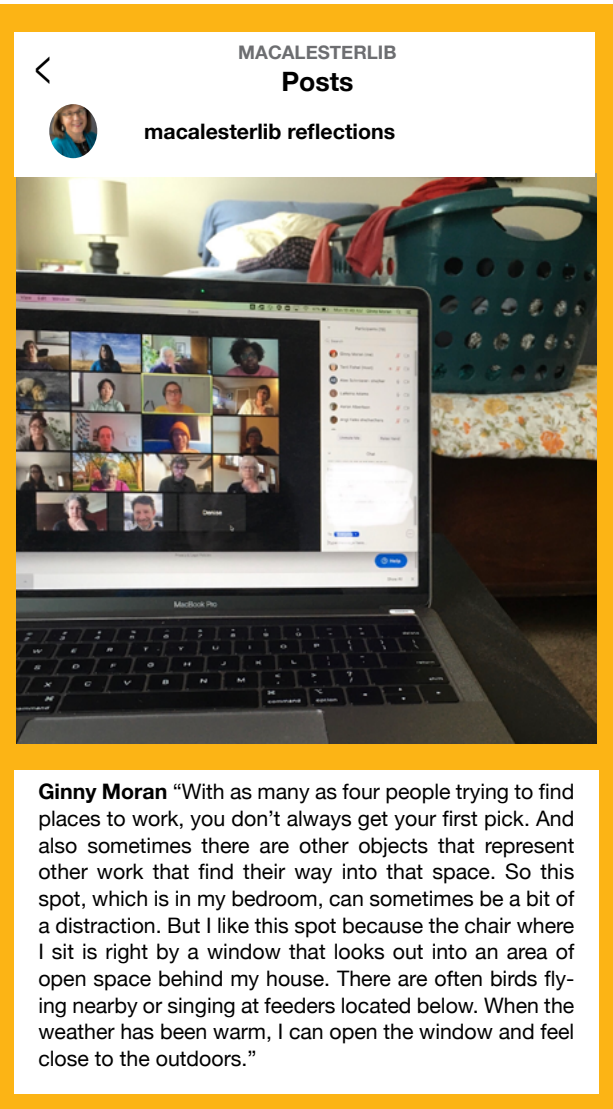 MACALESTERLIB
Posts
macalesterlib reflections
Denise
Help
MacBook Pro
command
option
Ginny Moran “With as many as four people trying to find
places to work, you don’t always get your first pick. And
also sometimes there are other objects that represent
other work that find their way into that space. So this
spot, which is in my bedroom, can sometimes be a bit of
a distraction. But I like this spot because the chair where
I sit is right by a window that looks out into an area of
open space behind my house. There are often birds fly-
ing nearby or singing at feeders located below. When the
weather has been warm, I can open the window and feel
close to the outdoors.”